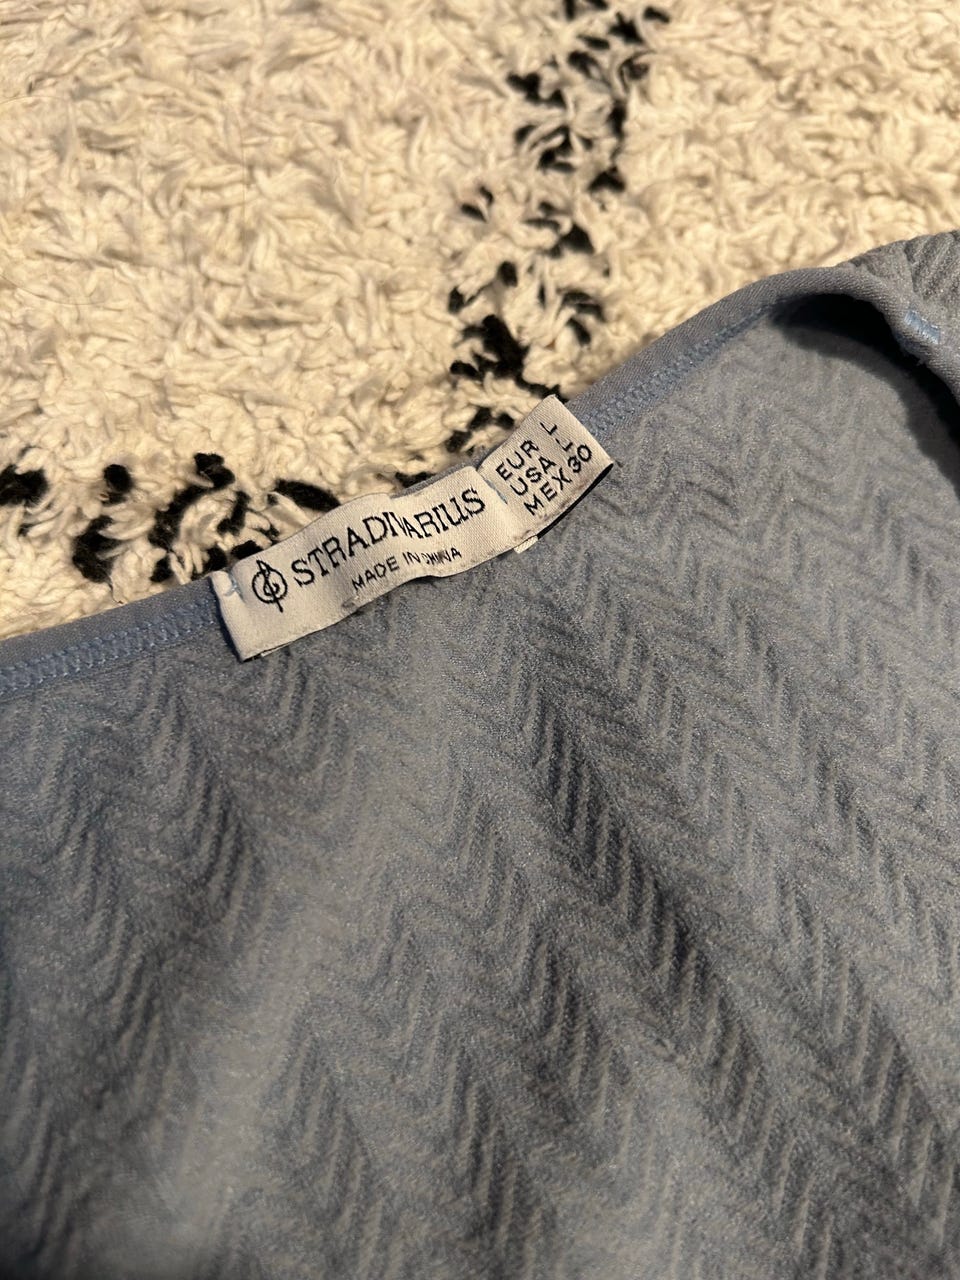 STRADIVARIUS
MADE IN CHINA
EUR L
USA L
MEX 30